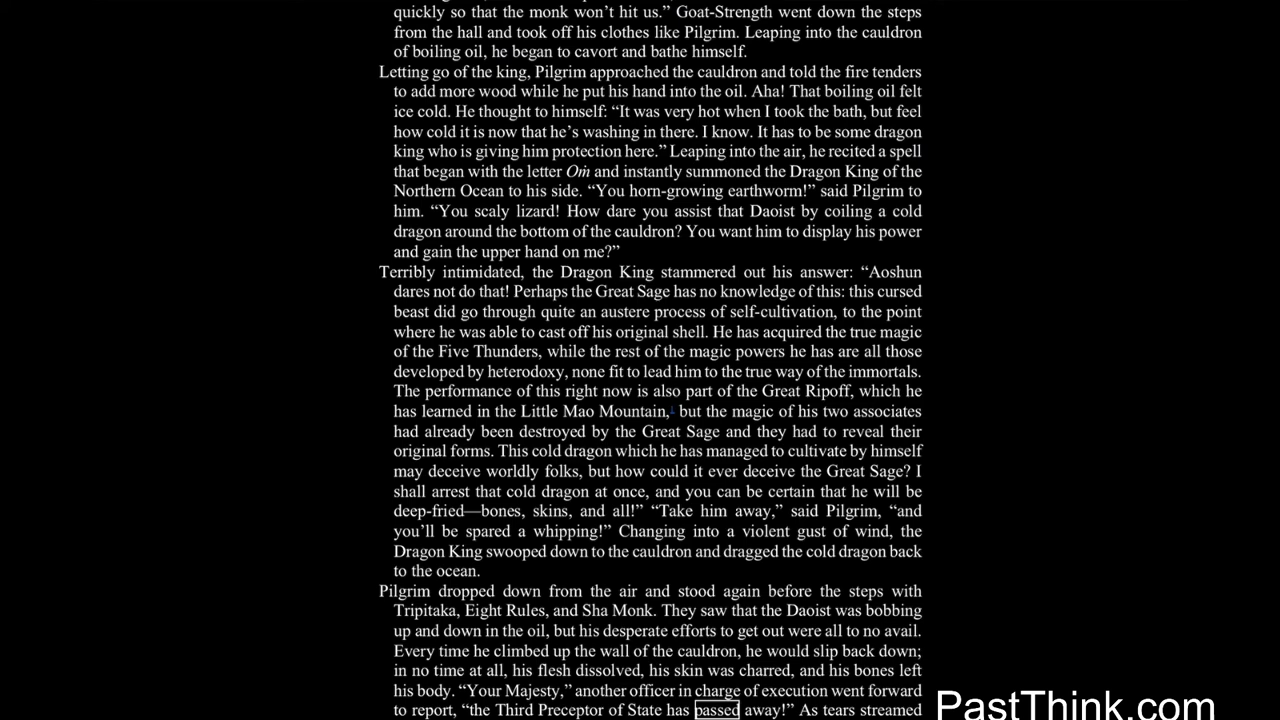 quickly so that the monk won’t hit us.” Goat-Strength went down the steps
from the hall and took off his clothes like Pilgrim. Leaping into the cauldron
of boiling oil, he began to cavort and bathe himself.
Letting go of the king, Pilgrim approached the cauldron and told the fire tenders
to add more wood while he put his hand into the oil. Aha! That boiling oil felt
ice cold. He thought to himself: “It was very hot when I took the bath, but feel
how cold it is now that he’s washing in there. I know. It has to be some dragon
king who is giving him protection here.” Leaping into the air, he recited a spell
that began with the letter Oṁ and instantly summoned the Dragon King of the
Northern Ocean to his side. “You horn-growing earthworm!” said Pilgrim to
him. “You scaly lizard! How dare you assist that Daoist by coiling a cold
dragon around the bottom of the cauldron? You want him to display his power
and gain the upper hand on me?”
Terribly intimidated, the Dragon King stammered out his answer: “Aoshun
dares not do that! Perhaps the Great Sage has no knowledge of this: this cursed
beast did go through quite an austere process of self-cultivation, to the point
where he was able to cast off his original shell. He has acquired the true magic
of the Five Thunders, while the rest of the magic powers he has are all those
developed by heterodoxy, none fit to lead him to the true way of the immortals.
The performance of this right now is also part of the Great Ripoff, which he
has learned in the Little Mao Mountain, but the magic of his two associates
had already been destroyed by the Great Sage and they had to reveal their
original forms. This cold dragon which he has managed to cultivate by himself
may deceive worldly folks, but how could it ever deceive the Great Sage? I
shall arrest that cold dragon at once, and you can be certain that he will be
deep-fried—bones, skins, and all!” “Take him away,” said Pilgrim, “and
you’ll be spared a whipping!” Changing into a violent gust of wind, the
Dragon King swooped down to the cauldron and dragged the cold dragon back
to the ocean.
Pilgrim dropped down from the air and stood again before the steps with
Tripitaka, Eight Rules, and Sha Monk. They saw that the Daoist was bobbing
up and down in the oil, but his desperate efforts to get out were all to no avail.
Every time he climbed up the wall of the cauldron, he would slip back down;
in no time at all, his flesh dissolved, his skin was charred, and his bones left
his body. “Your Majesty,” another officer in charge of execution went forward
to report, “the Third Preceptor of State has passed away!” As tears streamed
PastThink.com